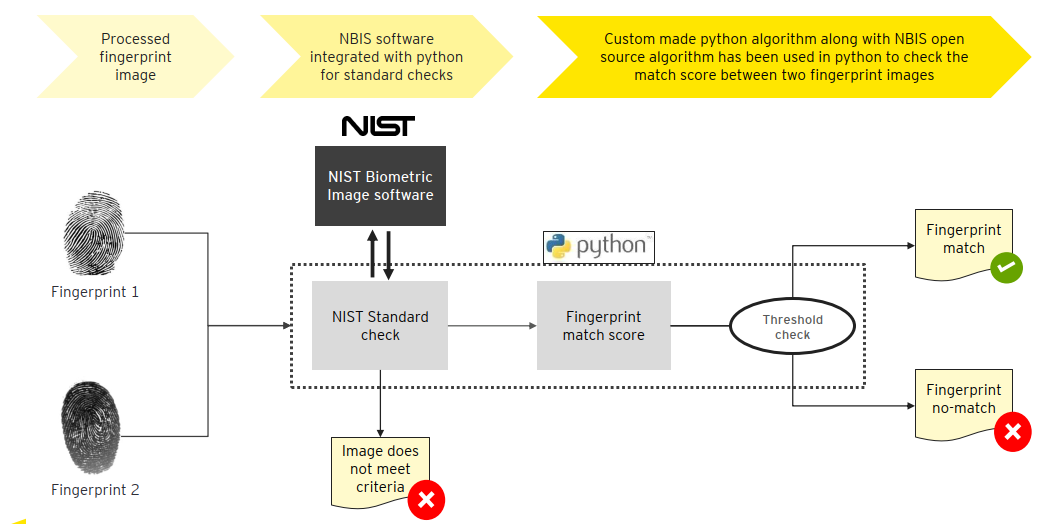 Processed
fingerprint
image
NBIS software
integrated with python
for standard checks
Custom made python algorithm along with NBIS open
source algorithm has been used in python to check the
match score between two fingerprint images
NIST
NIST Biometric
Image software
python™
Fingerprint 1
NIST Standard
check
Fingerprint
match score
Threshold
check
Fingerprint
match
Fingerprint
no-match
Image does
not meet
criteria
Fingerprint 2